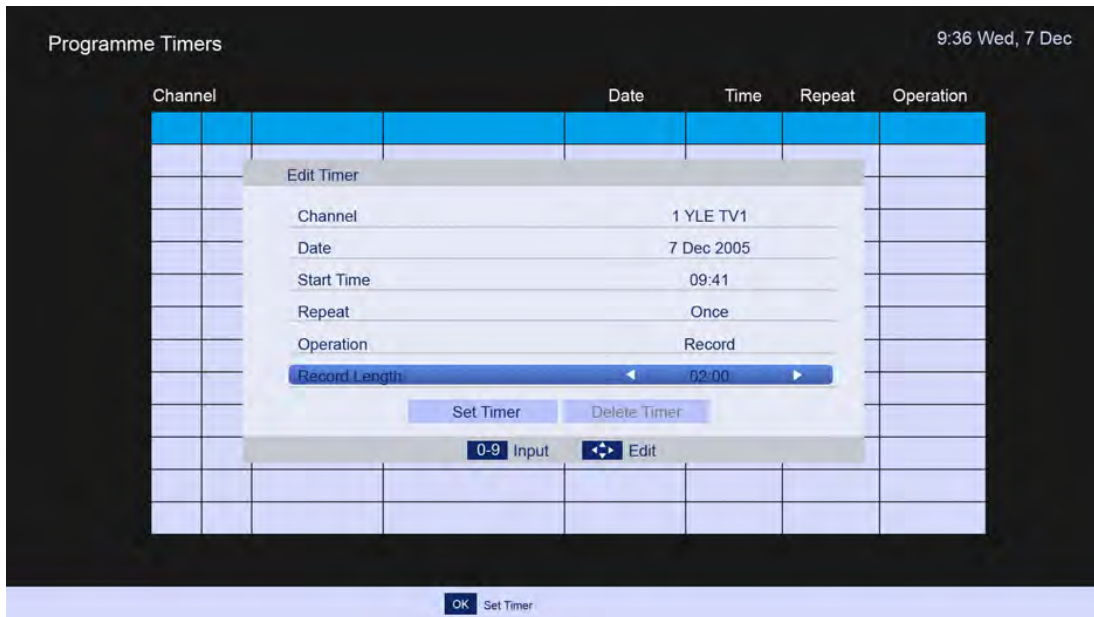 Programme Timers 9:36 Wed, 7 Dec
Channel Date Time Repeat Operation
Edit Timer
Channel 1 YLE TV1
Date 7 Dec 2005
Start Time 09:41
Repeat Once
Operation Record
Record Length 02:00
Set Timer Delete Timer
0-9 Input Edit
OK Set Timer